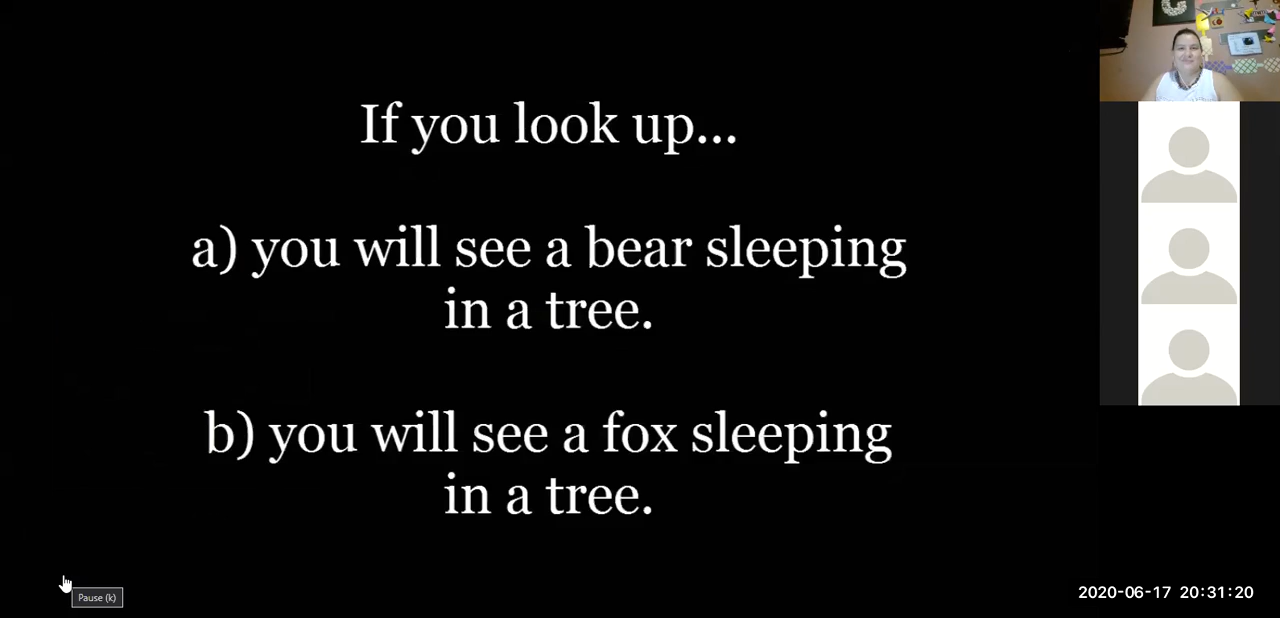 If you look up...
a) you will see a bear sleeping
in a tree.
b) you will see a fox sleeping
in a tree.
Pause (k)
2020-06-17 20:31:20
G